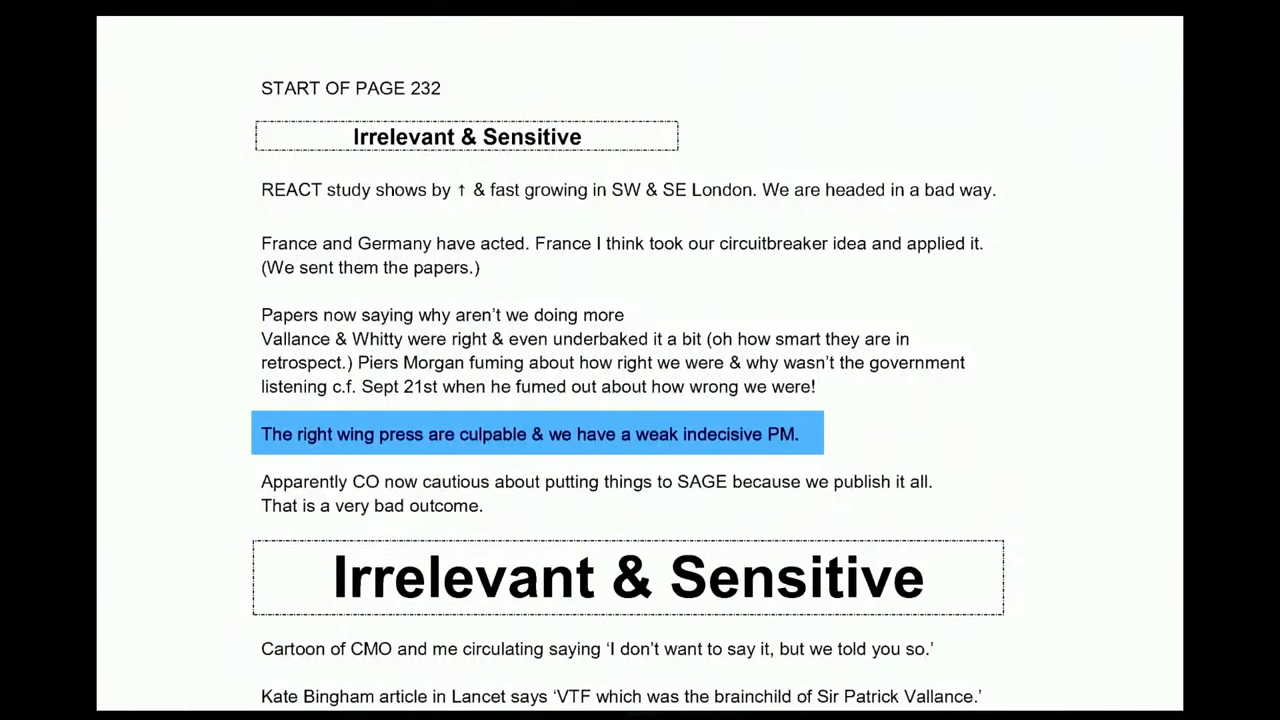 START OF PAGE 232
Irrelevant & Sensitive
REACT study shows by ↑ & fast growing in SW & SE London. We are headed in a bad way.
France and Germany have acted. France I think took our circuitbreaker idea and applied it.
(We sent them the papers.)
Papers now saying why aren’t we doing more
Vallance & Whitty were right & even underbaked it a bit (oh how smart they are in
retrospect.) Piers Morgan fuming about how right we were & why wasn’t the government
listening c.f. Sept 21st when he fumed out about how wrong we were!
The right wing press are culpable & we have a weak indecisive PM.
Apparently CO now cautious about putting things to SAGE because we publish it all.
That is a very bad outcome.
Irrelevant & Sensitive
Cartoon of CMO and me circulating saying ‘I don’t want to say it, but we told you so.’
Kate Bingham article in Lancet says ‘VTF which was the brainchild of Sir Patrick Vallance.’